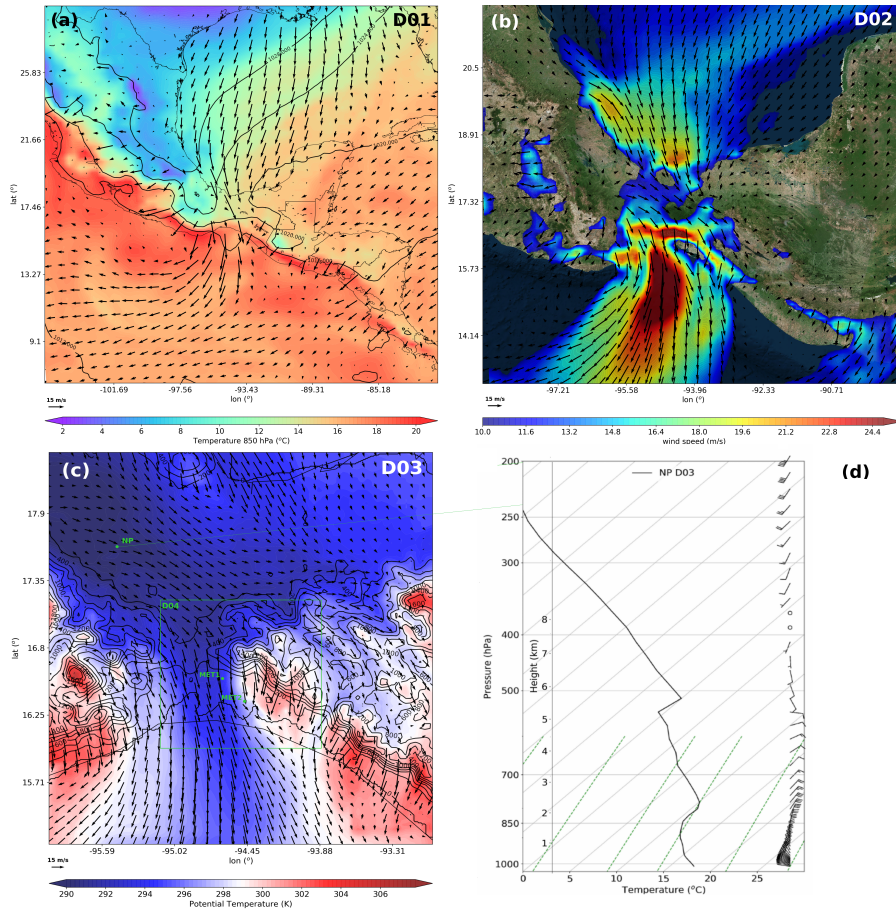 (a)
D01
25.83
21.66
17.46
13.27
9.1
lat (°)
-101.69 -97.56 -93.43 -89.31 -85.18
lon (°)
15 m/s
1020.000
1020.000
1020.000
2 4 6 8 10 12 14 16 18 20
Temperature 850 hPa (°C)
(b)
D02
20.5
18.91
17.32
15.73
14.14
lat (°)
-97.21 -95.58 -93.96 -92.33 -90.71
lon (°)
15 m/s
10.0 11.6 13.2 14.8 16.4 18.0 19.6 21.2 22.8 24.4
wind speed (m/s)
(c)
D03
NP
D04
MET1
17.9
17.35
16.8
16.25
15.71
lat (°)
-95.59 -95.02 -94.45 -93.88 -93.31
lon (°)
15 m/s
290 292 294 296 298 300 302 304 306
Potential Temperature (K)
(d)
NP D03
200
300
400
500
700
850
1000
Pressure (hPa)
8
7
6
5
4
3
2
1
Height (km)
0 5 10 15 20 25
Temperature (°C)